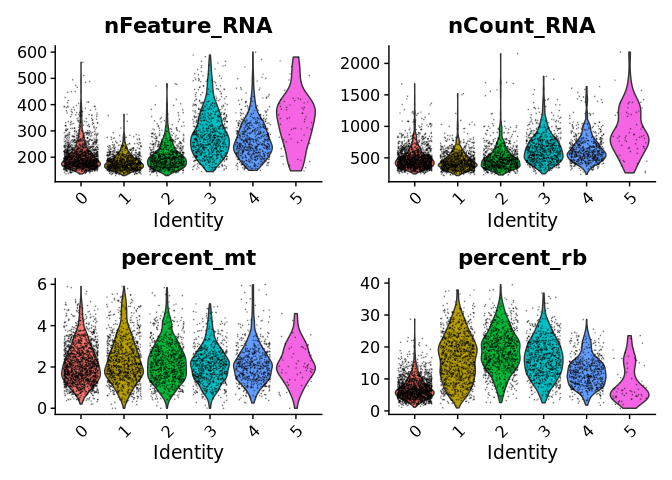 nFeature_RNA
600
500
400
300
200
0 1 2 3 4 5
Identity
nCount_RNA
2000
1500
1000
500
0 1 2 3 4 5
Identity
percent_mt
6
4
2
0
0 1 2 3 4 5
Identity
percent_rb
40
30
20
10
0
0 1 2 3 4 5
Identity